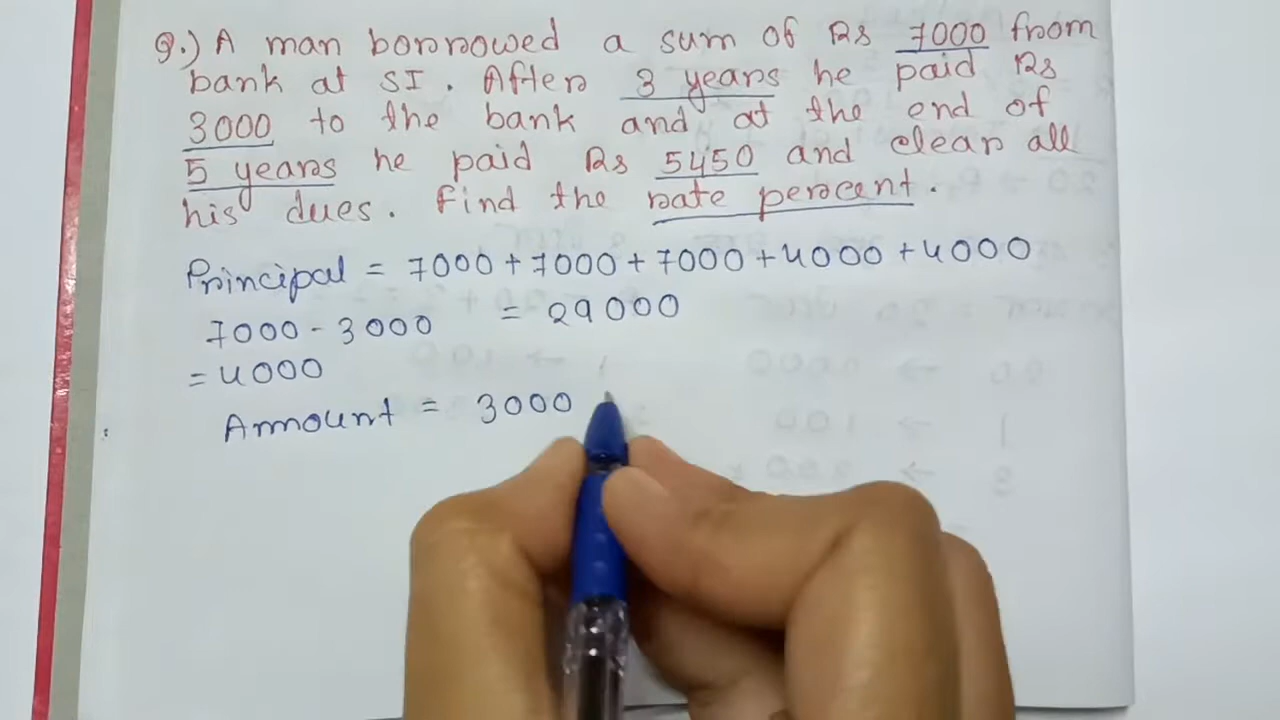 Q.) A man borrowed a sum of Rs 7000 from
bank at SI. After 3 years he paid Rs
3000 to the bank and at the end of
5 years he paid Rs 5450 and clear all
his dues. Find the rate percent.
Principal = 7000+7000+7000+4000+4000
7000-3000 = 29000
= 4000
Amount = 3000